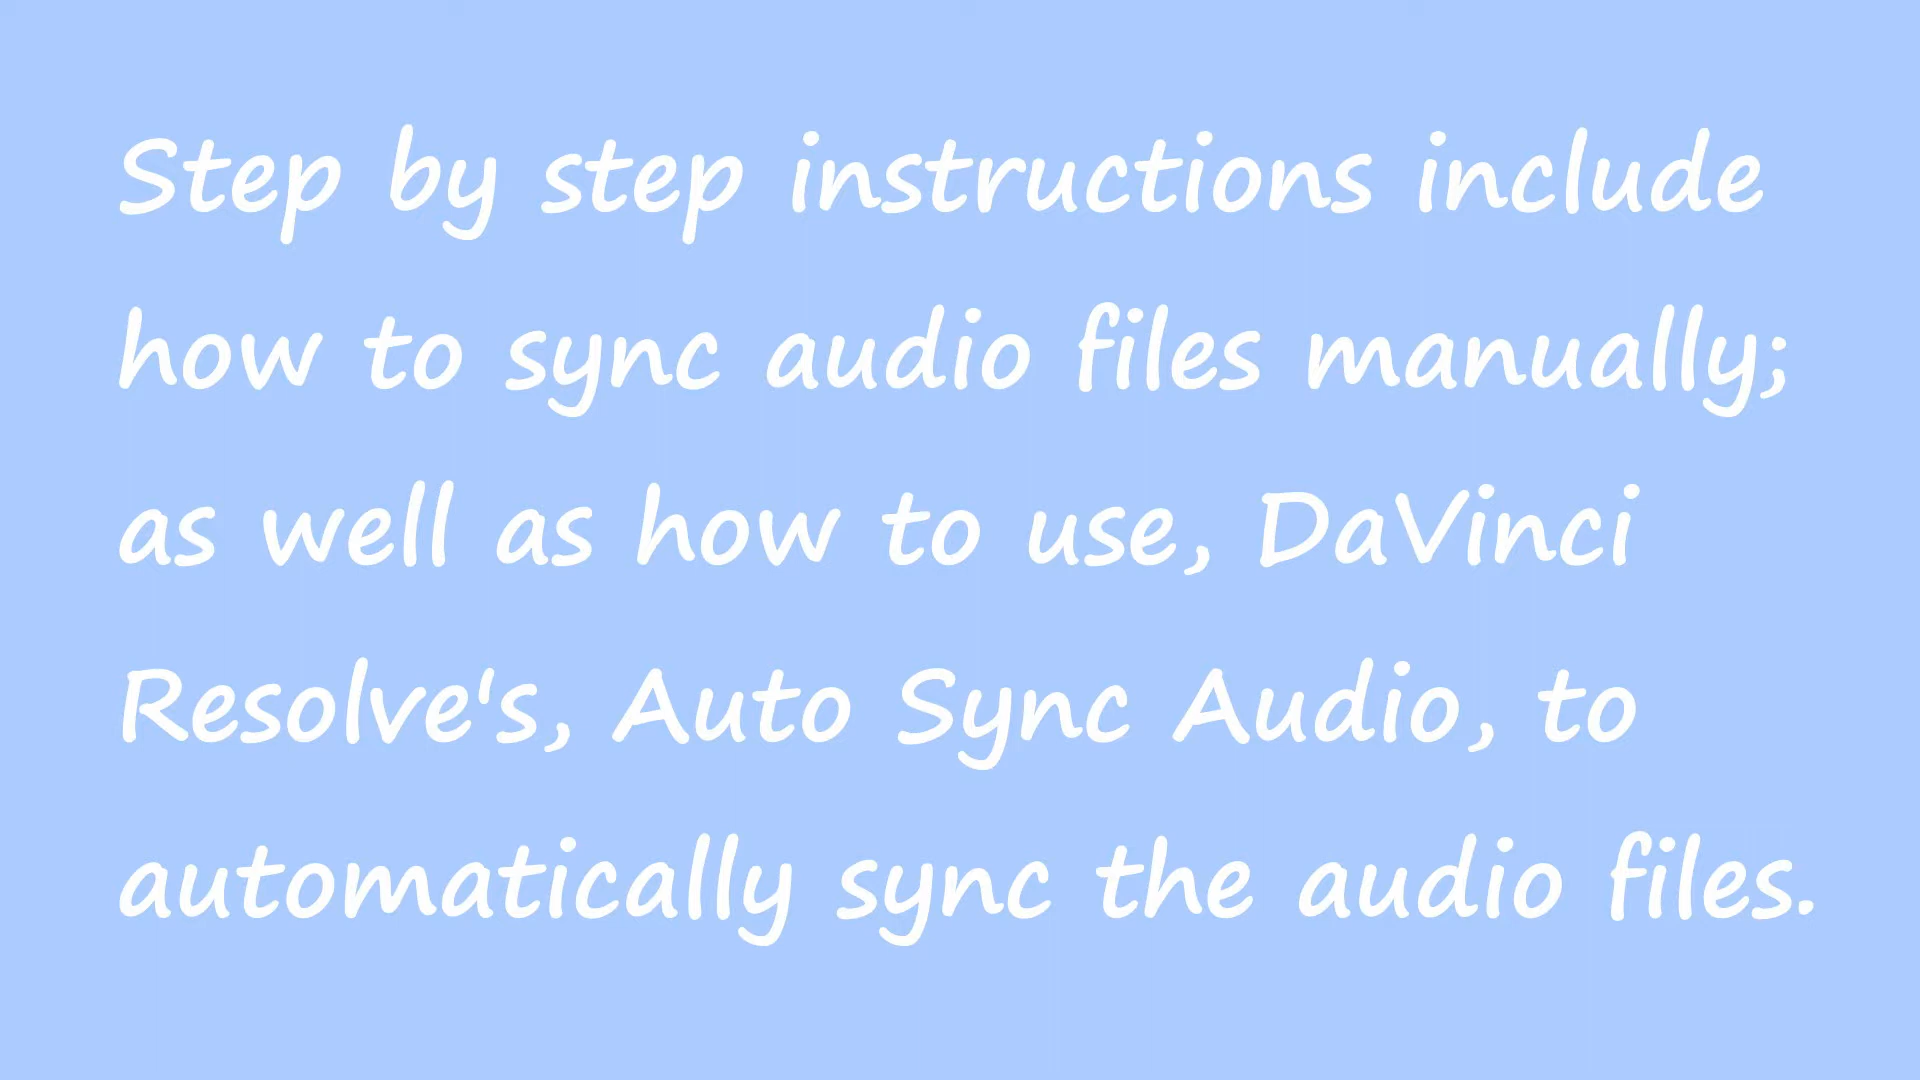 Step by step instructions include
how to sync audio files manually;
as well as how to use, DaVinci
Resolve's, Auto Sync Audio, to
automatically sync the audio files.